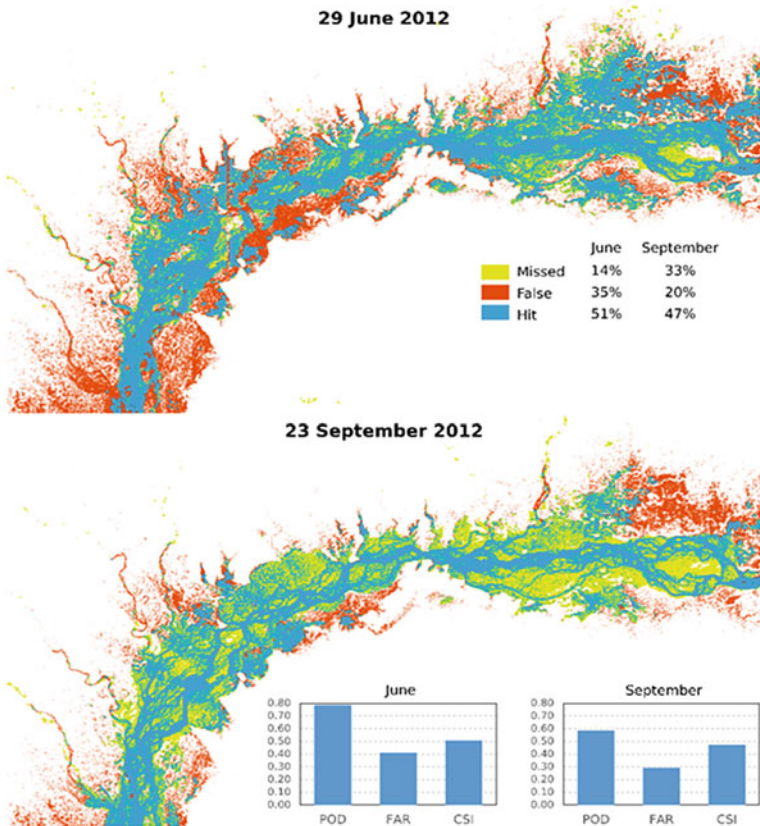 29 June 2012
June September
Missed 14% 33%
False 35% 20%
Hit 51% 47%
23 September 2012
June
0.80
0.70
0.60
0.50
0.40
0.30
0.20
0.10
0.00
POD FAR CSI
September
0.80
0.70
0.60
0.50
0.40
0.30
0.20
0.10
0.00
POD FAR CSI